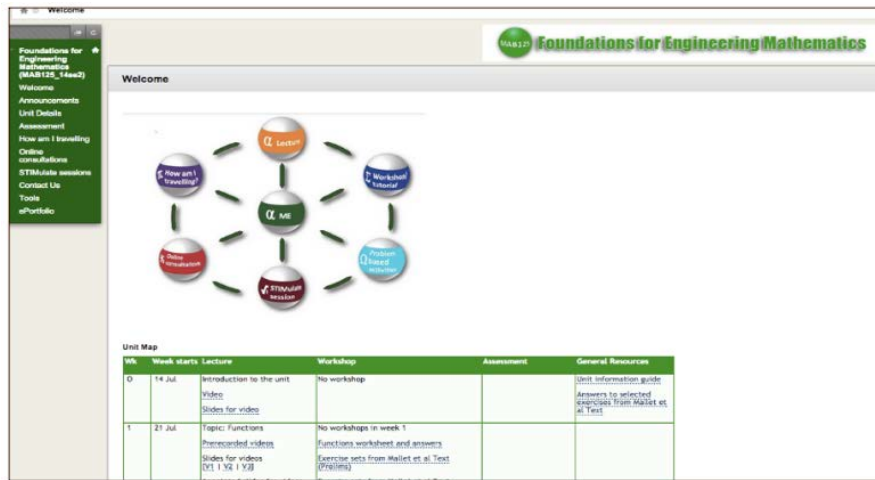 Welcome
MAB125 Foundations for Engineering Mathematics
Foundations for
Engineering
Mathematics
(MAB125_14se2)
Welcome
Announcements
Unit Details
Assessment
How am I travelling
Online
consultations
STIMulate sessions
Contact Us
Tools
ePortfolio
Welcome
α Lecture
How am I
travelling?
Σ Workshop/
tutorial
α ME
Online
consultations
Ω Problem
based
STIMulate
session
Unit Map
Wk Week starts Lecture Workshop Assessment General Resources
0 14 Jul Introduction to the unit No workshop Unit information guide
Video Answers to selected
exercises from Mallet et
al Text
Slides for video
1 21 Jul Topic: Functions No workshops in week 1
Prerecorded videos Functions worksheet and answers
Slides for videos Exercise sets from Mallet et al Text
[V1 | V2 | V3] (Prelims)